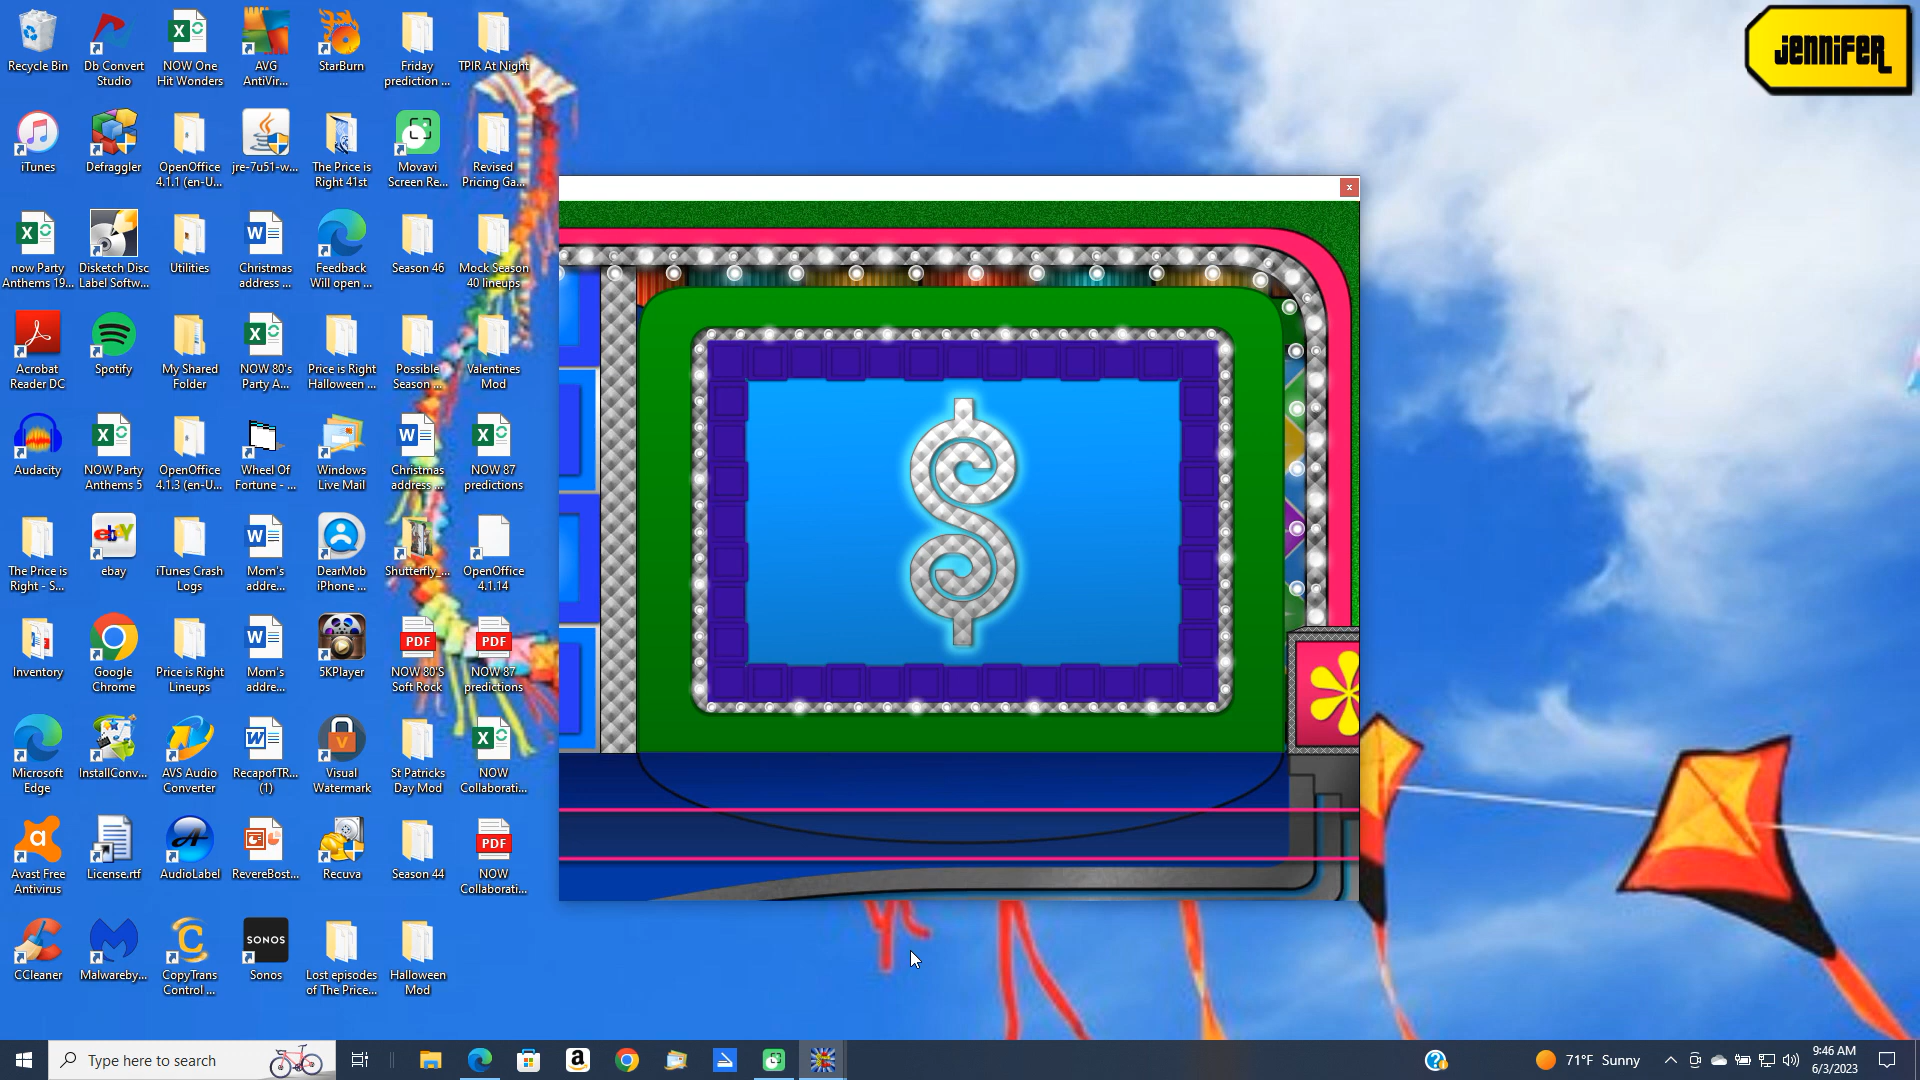 Recycle Bin
Db Convert
Studio
NOW One
Hit Wonders
AVG
AntiVir...
StarBurn
Friday
prediction ...
TPIR At Night
JENNIFER
iTunes
Defraggler
OpenOffice
4.1.1 (en-U...
jre-7u51-w...
The Price is
Right 41st
Movavi
Screen Re...
Revised
Pricing Ga...
now Party
Anthems 19...
Disketch Disc
Label Softw...
Utilities
Christmas
address ...
Feedback
Will open ...
Season 46
Mock Season
40 lineups
Acrobat
Reader DC
Spotify
My Shared
Folder
NOW 80's
Party A...
Price is Right
Halloween ...
Possible
Season ...
Valentines
Mod
Audacity
NOW Party
Anthems 5
OpenOffice
4.1.3 (en-U...
Wheel Of
Fortune - ...
Windows
Live Mail
Christmas
address ...
NOW 87
predictions
The Price is
Right - S...
ebay
iTunes Crash
Logs
Mom's
addre...
DearMob
iPhone ...
Shutterfly_...
OpenOffice
4.1.14
Inventory
Google
Chrome
Price is Right
Lineups
Mom's
addre...
5KPlayer
PDF
NOW 80'S
Soft Rock
PDF
NOW 87
predictions
Microsoft
Edge
InstallConv...
AVS Audio
Converter
RecapofTR...
(1)
Visual
Watermark
St Patricks
Day Mod
NOW
Collaborati...
Avast Free
Antivirus
License.rtf
AudioLabel
RevereBost...
Recuva
Season 44
PDF
NOW
Collaborati...
CCleaner
Malwareby...
CopyTrans
Control ...
SONOS
Sonos
Lost episodes
of The Price...
Halloween
Mod
Type here to search
71°F Sunny
9:46 AM
6/3/2023